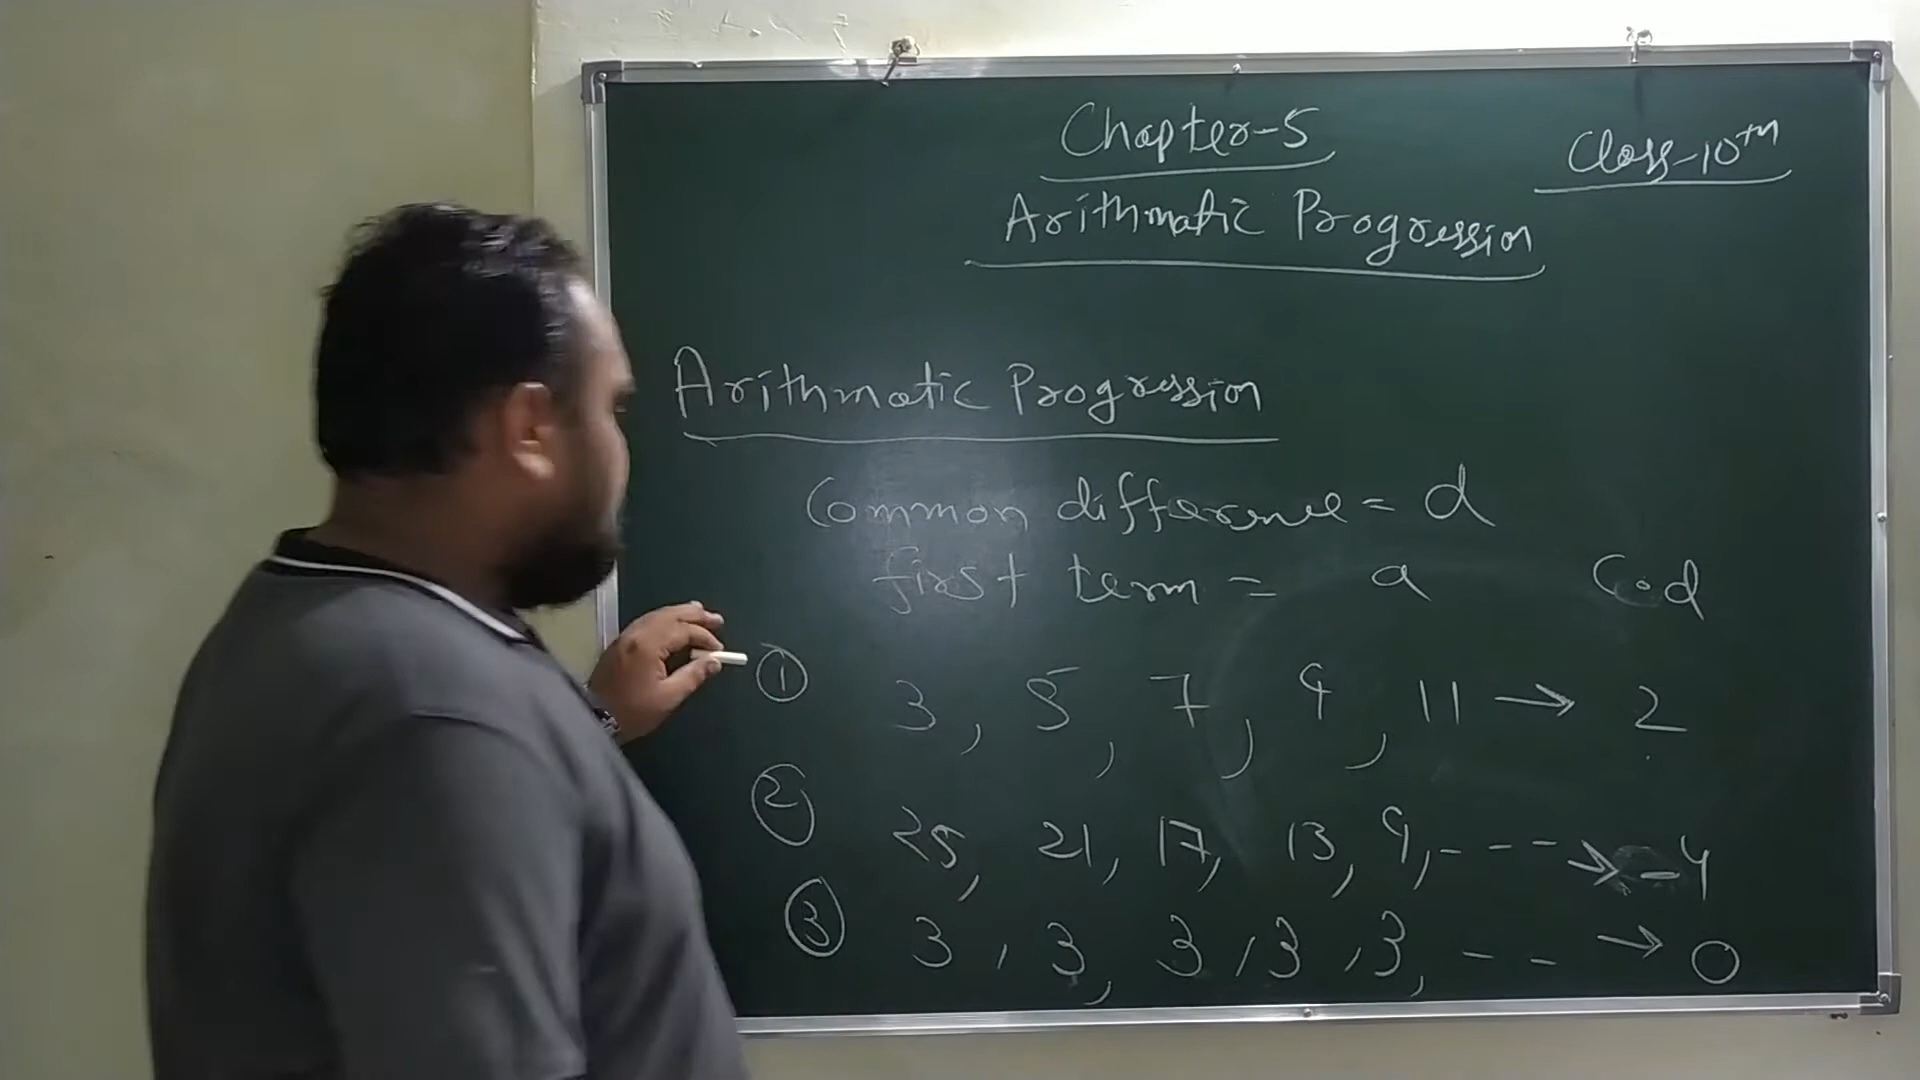 Chapter-5
Class-10th
Arithmatic Progression
Arithmatic Progression
Common difference = d
first term = a
C.d
① 3, 5, 7, 9, 11 → 2
② 25, 21, 17, 13, 9, - - - → -4
③ 3, 3, 3, 3, 3, - - → 0